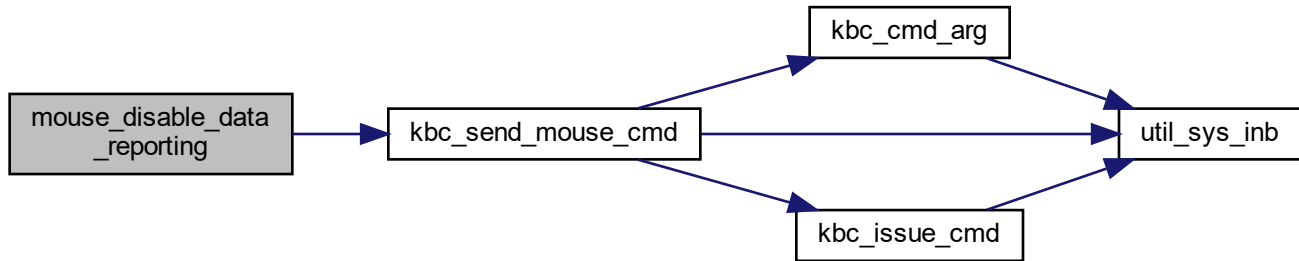 mouse_disable_data
_reporting
kbc_send_mouse_cmd
kbc_cmd_arg
util_sys_inb
kbc_issue_cmd